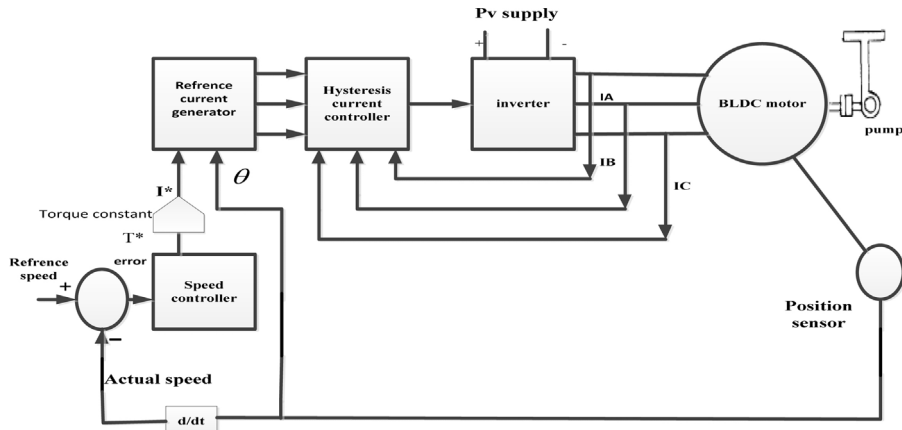 Pv supply
+
-
Refrence
current
generator
Hysteresis
current
controller
inverter
BLDC motor
IA
IB
IC
pump
I*
θ
Torque constant
T*
error
Refrence
speed
+
Speed
controller
−
Position
sensor
Actual speed
d/dt